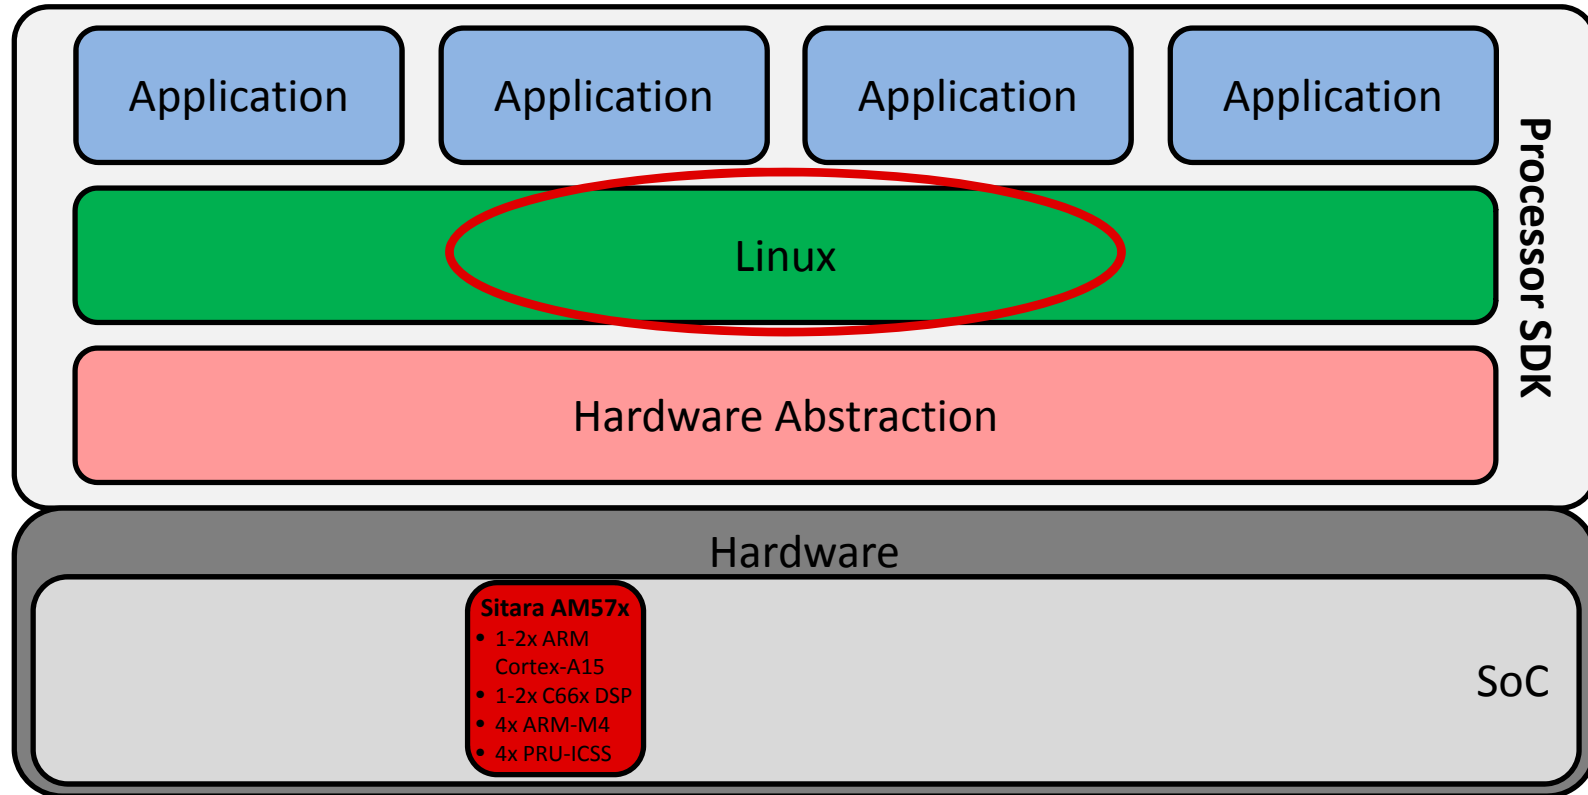 Application
Application
Application
Application
Processor SDK
Linux
Hardware Abstraction
Hardware
Sitara AM57x
• 1-2x ARM
Cortex-A15
• 1-2x C66x DSP
• 4x ARM-M4
• 4x PRU-ICSS
SoC